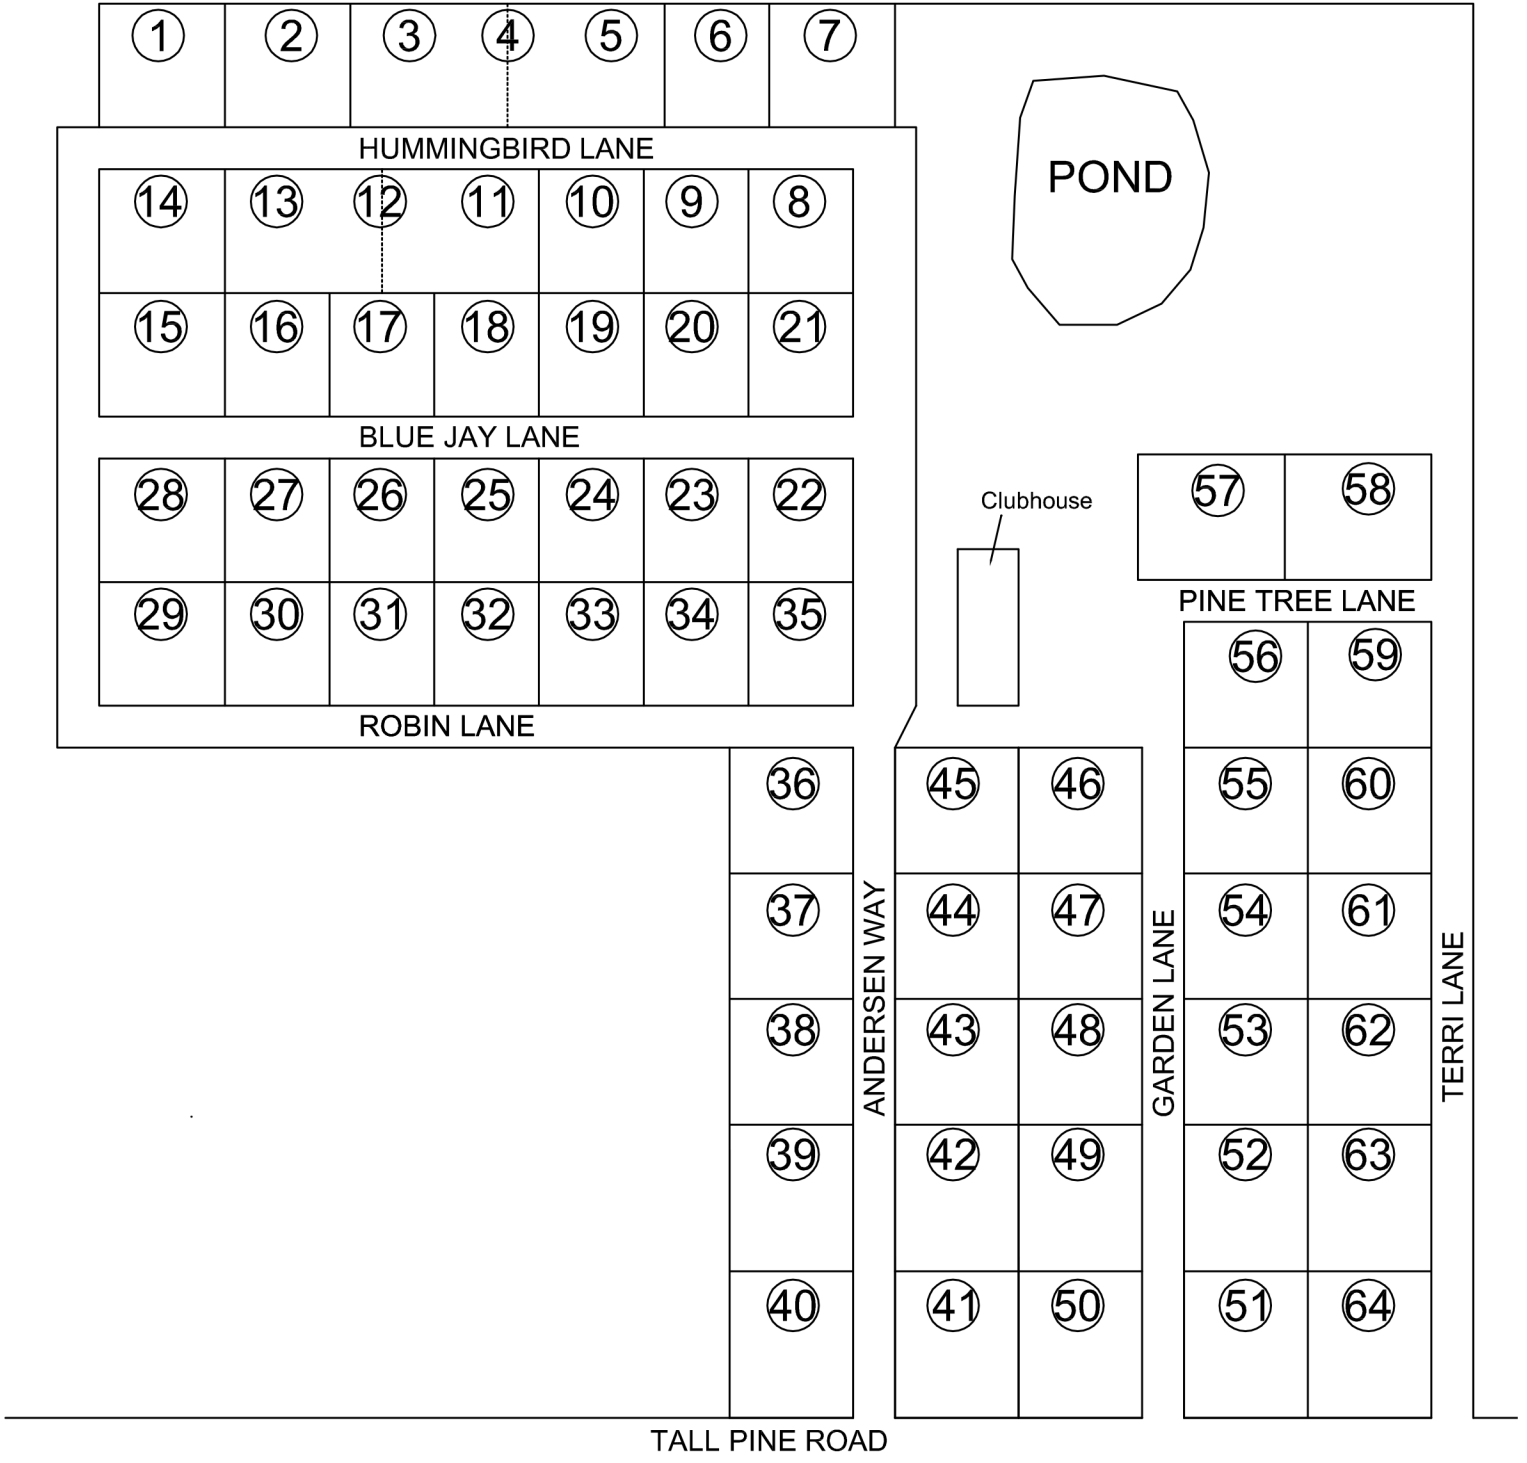 1 2 3 4 5 6 7
HUMMINGBIRD LANE
POND
14 13 12 11 10 9 8
15 16 17 18 19 20 21
BLUE JAY LANE
28 27 26 25 24 23 22
Clubhouse
57 58
29 30 31 32 33 34 35
PINE TREE LANE
56 59
ROBIN LANE
36 45 46 55 60
37 44 47 54 61
ANDERSEN WAY
GARDEN LANE
TERRI LANE
38 43 48 53 62
39 42 49 52 63
40 41 50 51 64
TALL PINE ROAD